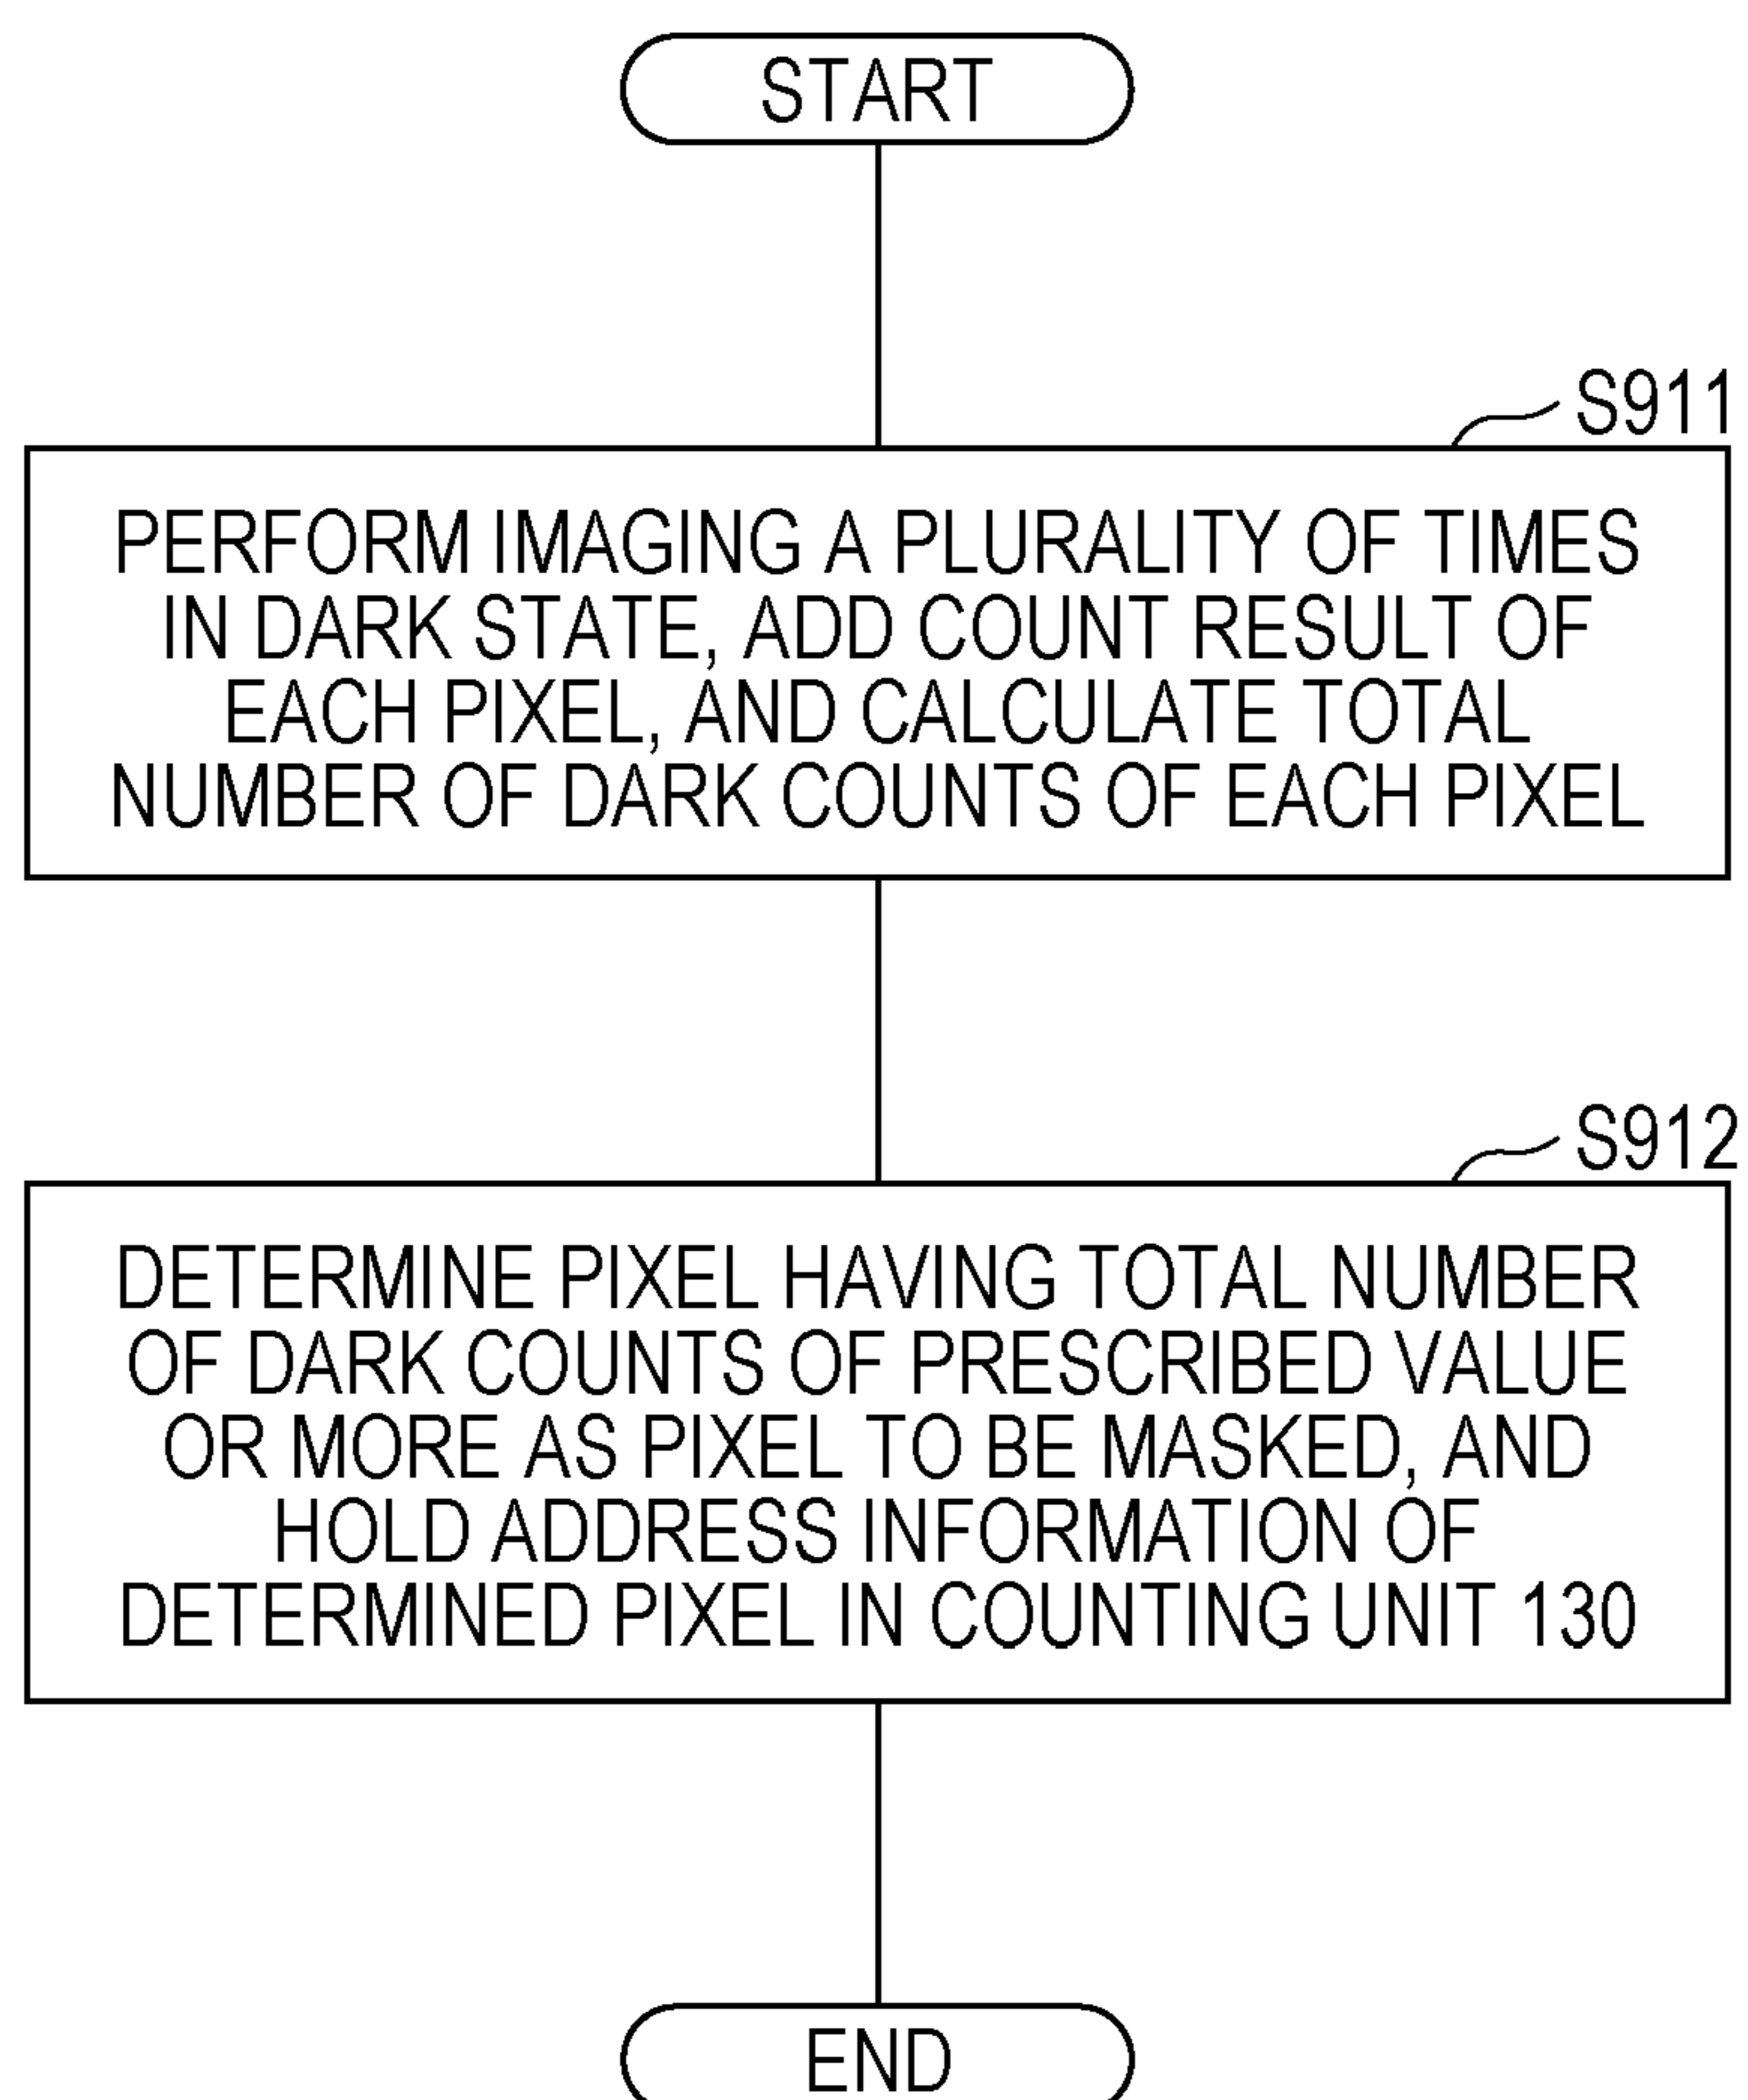 START
S911
PERFORM IMAGING A PLURALITY OF TIMES
IN DARK STATE, ADD COUNT RESULT OF
EACH PIXEL, AND CALCULATE TOTAL
NUMBER OF DARK COUNTS OF EACH PIXEL
S912
DETERMINE PIXEL HAVING TOTAL NUMBER
OF DARK COUNTS OF PRESCRIBED VALUE
OR MORE AS PIXEL TO BE MASKED, AND
HOLD ADDRESS INFORMATION OF
DETERMINED PIXEL IN COUNTING UNIT 130
END